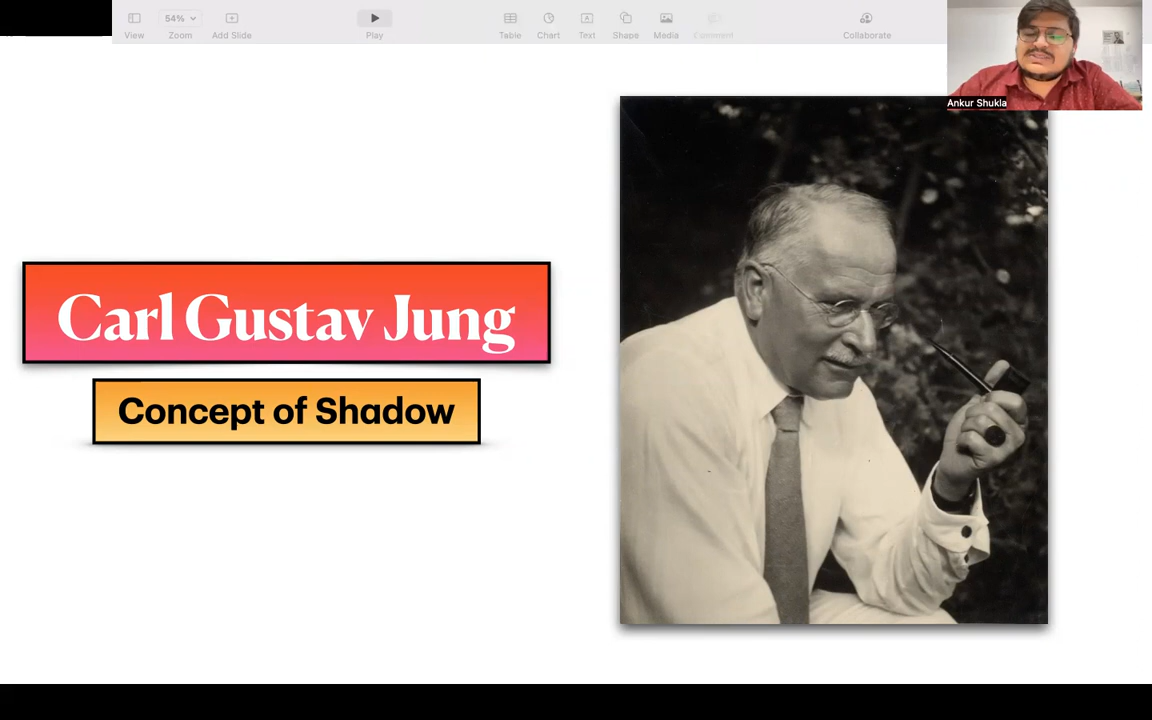 54%
View
Zoom
Add Slide
Play
Table
Chart
Text
Shape
Media
Comment
Collaborate
Ankur Shukla
Carl Gustav Jung
Concept of Shadow